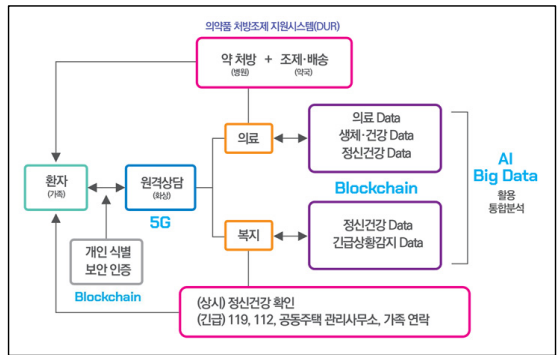 의약품 처방조제 지원시스템(DUR)
약 처방 + 조제·배송
(병원) (약국)
의료
의료 Data
생체·건강 Data
정신건강 Data
AI
Big Data
활용
통합분석
환자
(가족)
원격상담
(화상)
5G
Blockchain
복지
정신건강 Data
긴급상황감지 Data
개인 식별
보안 인증
Blockchain
(상시) 정신건강 확인
(긴급) 119, 112, 공동주택 관리사무소, 가족 연락